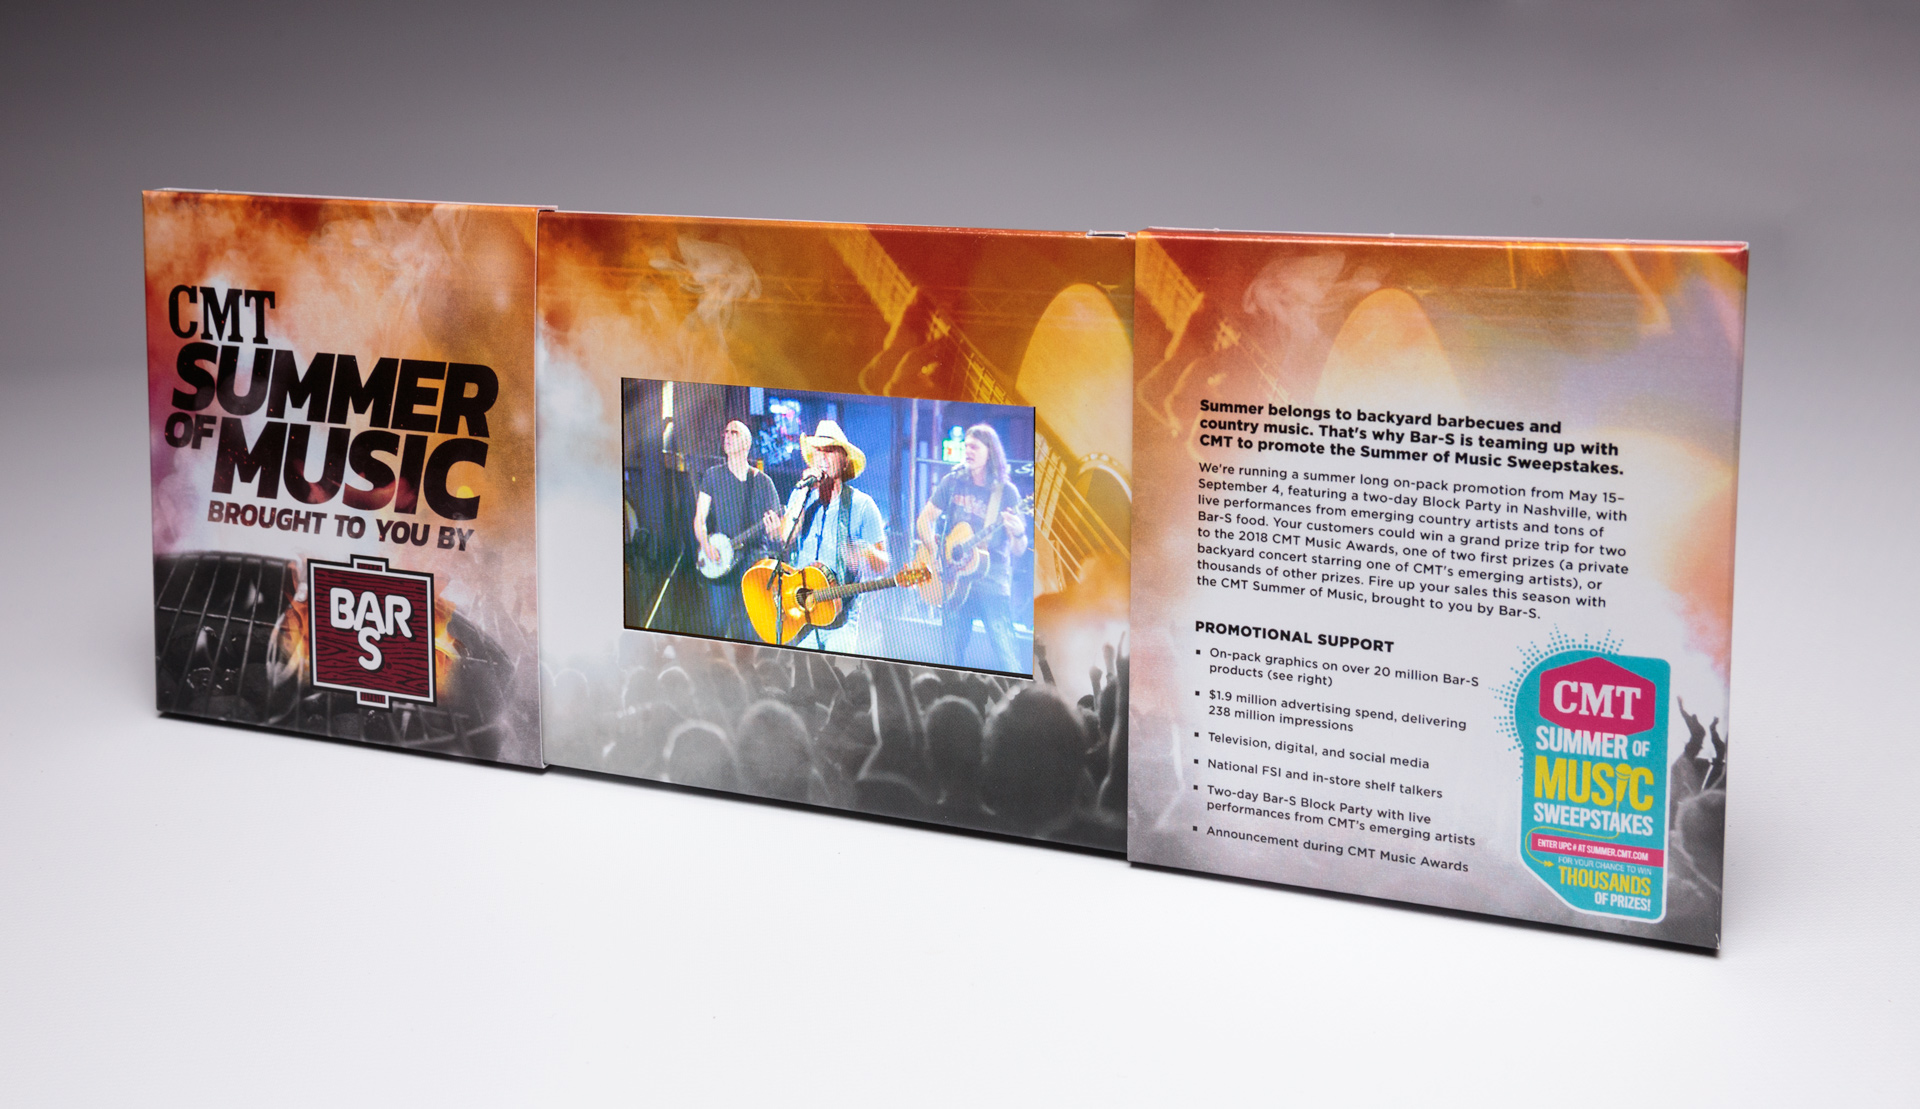 CMT
SUMMER
OF MUSIC
BROUGHT TO YOU BY
BAR
S
Summer belongs to backyard barbecues and
country music. That's why Bar-S is teaming up with
CMT to promote the Summer of Music Sweepstakes.
We're running a summer long on-pack promotion from May 15–
September 4, featuring a two-day Block Party in Nashville, with
live performances from emerging country artists and tons of
Bar-S food. Your customers could win a grand prize trip for two
to the 2018 CMT Music Awards, one of two first prizes (a private
backyard concert starring one of CMT's emerging artists), or
thousands of other prizes. Fire up your sales this season with
the CMT Summer of Music, brought to you by Bar-S.
PROMOTIONAL SUPPORT
▪ On-pack graphics on over 20 million Bar-S
products (see right)
▪ $1.9 million advertising spend, delivering
238 million impressions
▪ Television, digital, and social media
▪ National FSI and in-store shelf talkers
▪ Two-day Bar-S Block Party with live
performances from CMT's emerging artists
▪ Announcement during CMT Music Awards
CMT
SUMMER OF
MUSIC
SWEEPSTAKES
ENTER UPC # AT SUMMER.CMT.COM
FOR YOUR CHANCE TO WIN
THOUSANDS
OF PRIZES!